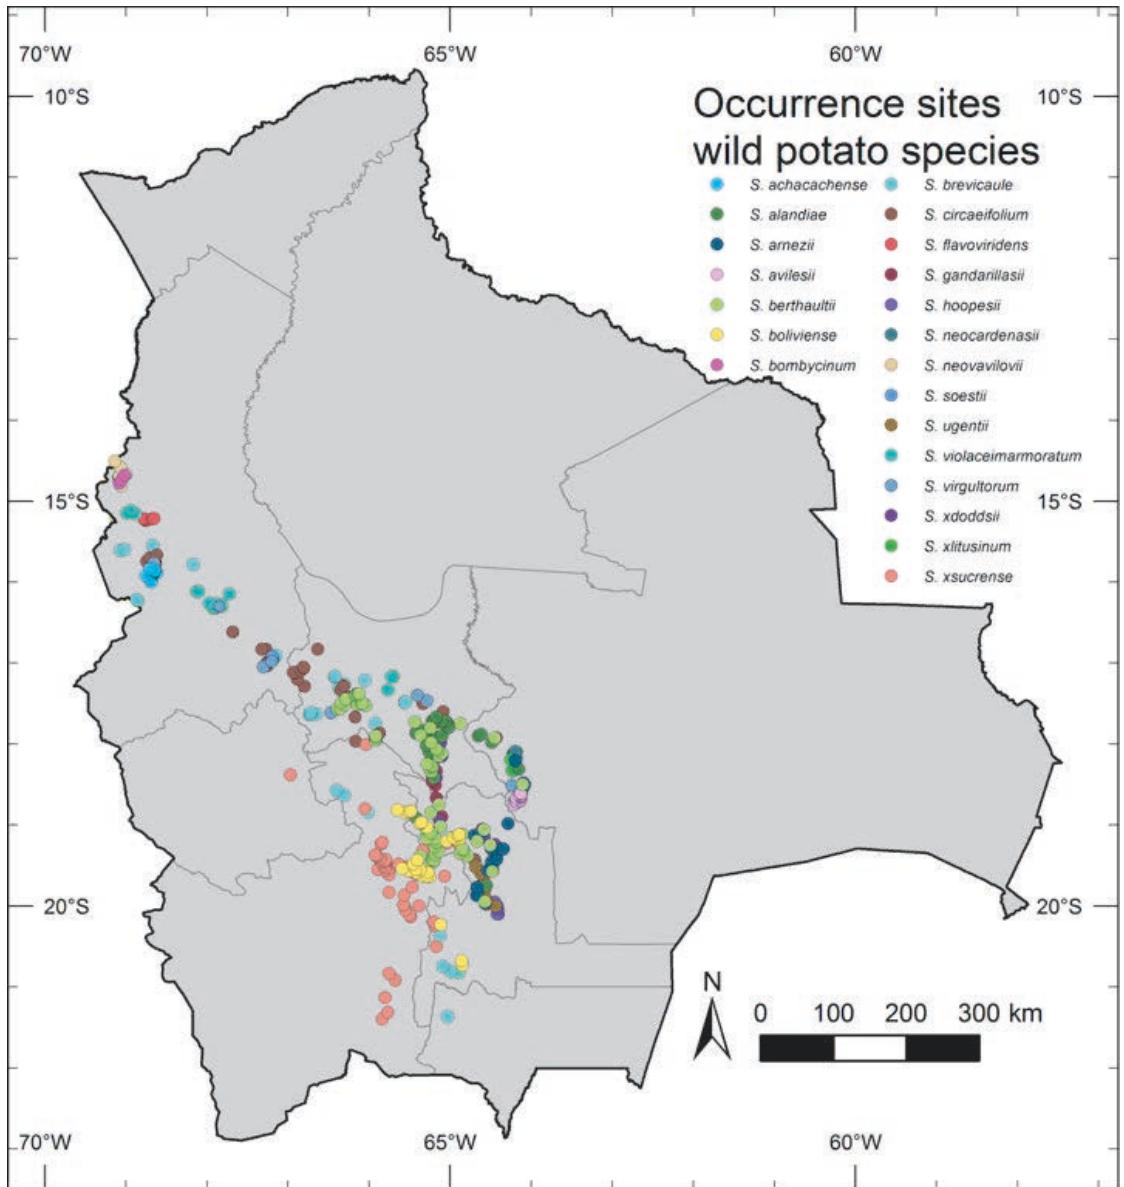 70°W 65°W 60°W
10°S 10°S
Occurrence sites
wild potato species
S. achacachense S. brevicaule
S. alandiae S. circaeifolium
S. arnezii S. flavoviridens
S. avilesii S. gandarillasii
S. berthaultii S. hoopesii
S. boliviense S. neocardenasii
S. bombycinum S. neovavilovii
S. soestii
S. ugentii
S. violaceimarmoratum
15°S S. virgultorum 15°S
S. xdoddsii
S. xlitusinum
S. xsucrense
20°S 20°S
N
0 100 200 300 km
70°W 65°W 60°W